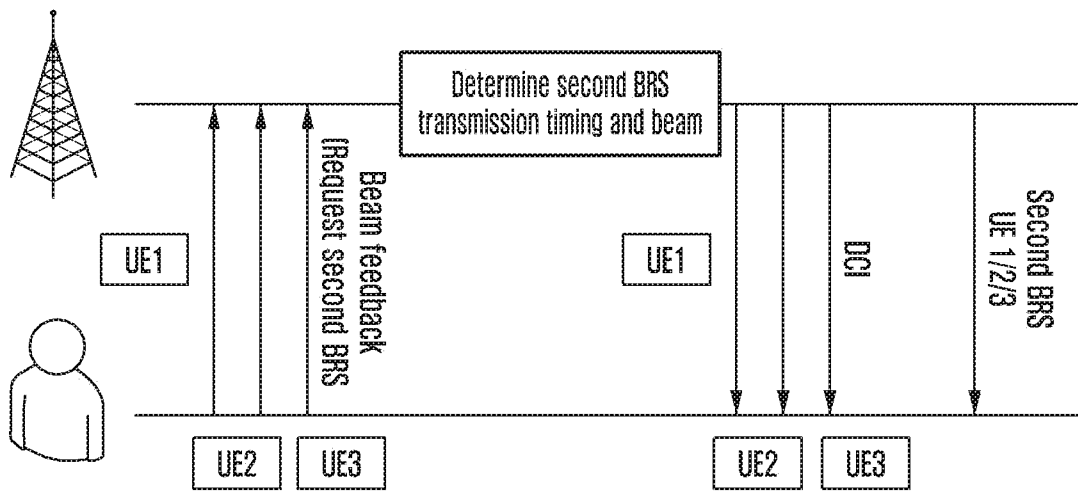 Determine second BRS
transmission timing and beam
UE1
Beam feedback
(Request second BRS
UE2
UE3
UE1
DCI
Second BRS
UE 1/2/3
UE2
UE3